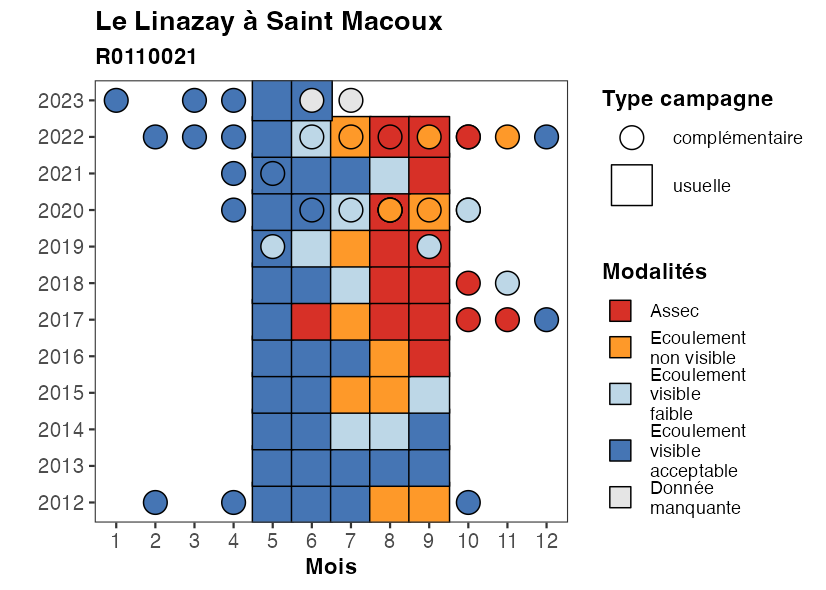 Le Linazay à Saint Macoux
R0110021
2023
2022
2021
2020
2019
2018
2017
2016
2015
2014
2013
2012
1 2 3 4 5 6 7 8 9 10 11 12
Mois
Type campagne
complémentaire
usuelle
Modalités
Assec
Ecoulement
non visible
Ecoulement
visible
faible
Ecoulement
visible
acceptable
Donnée
manquante